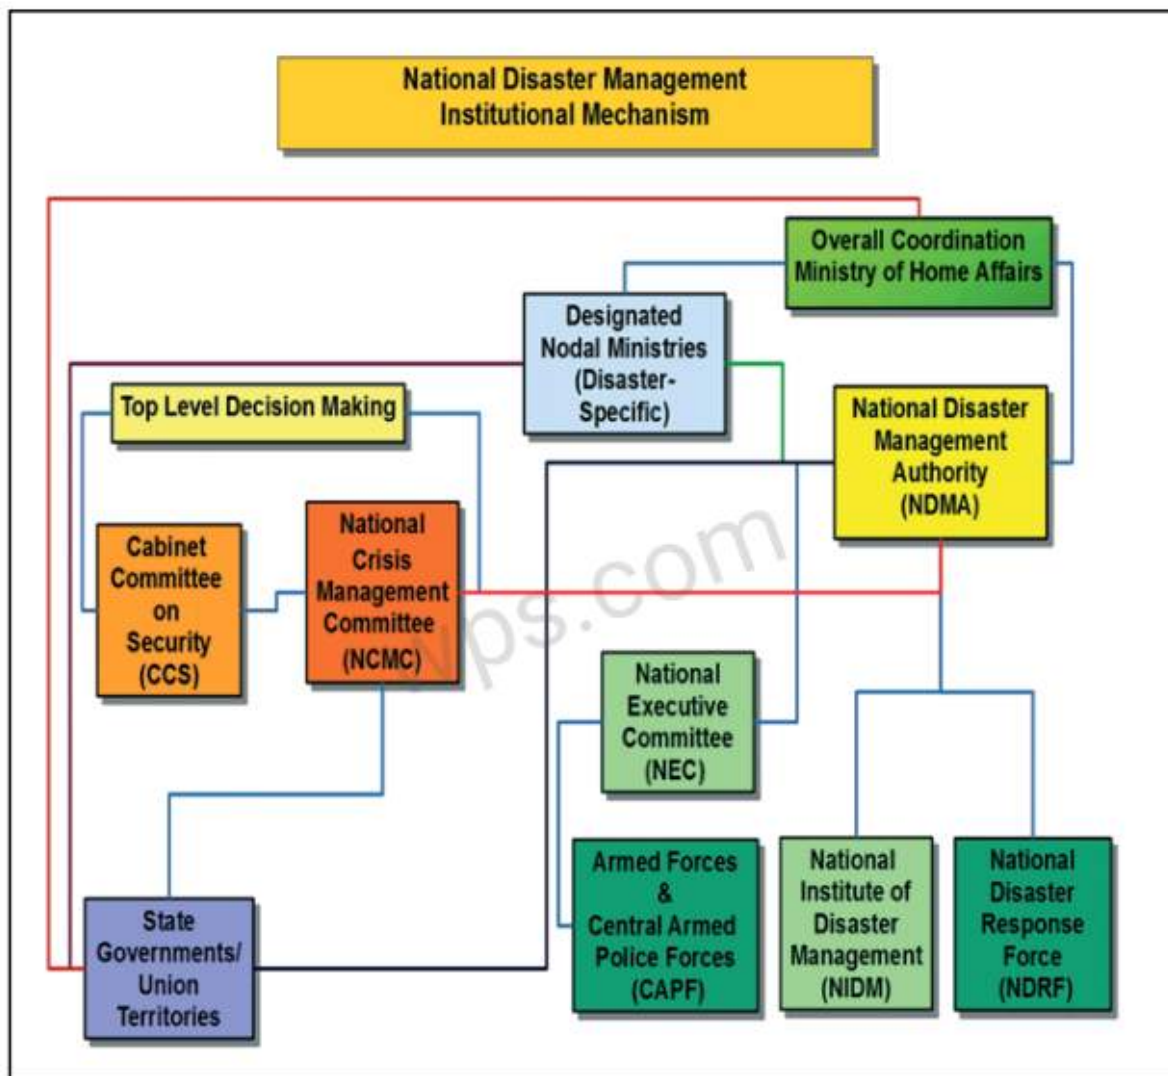 National Disaster Management
Institutional Mechanism
Overall Coordination
Ministry of Home Affairs
Designated
Nodal Ministries
(Disaster-
Specific)
Top Level Decision Making
National Disaster
Management
Authority
(NDMA)
Cabinet
Committee
on
Security
(CCS)
National
Crisis
Management
Committee
(NCMC)
National
Executive
Committee
(NEC)
Armed Forces
&
Central Armed
Police Forces
(CAPF)
National
Institute of
Disaster
Management
(NIDM)
National
Disaster
Response
Force
(NDRF)
State
Governments/
Union
Territories